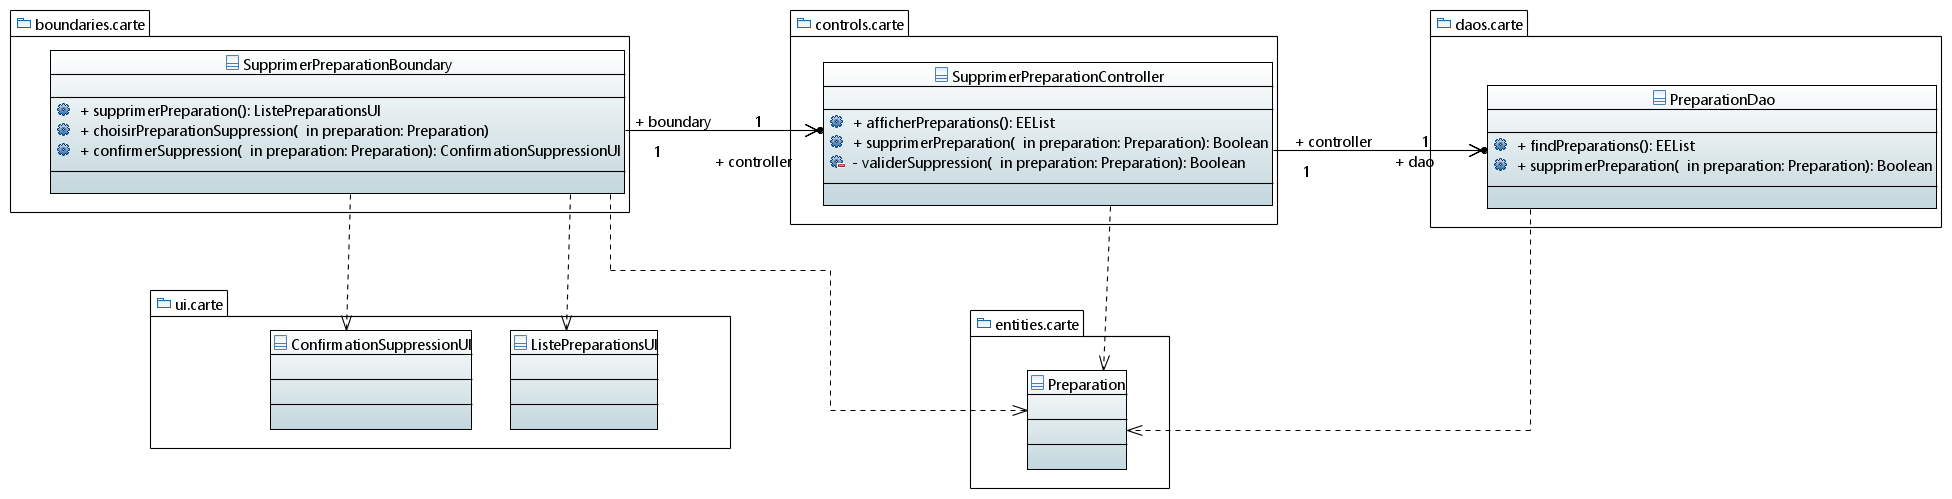 boundaries.carte
SupprimerPreparationBoundary
+ supprimerPreparation(): ListePreparationsUI
+ choisirPreparationSuppression(  in preparation: Preparation)
+ confirmerSuppression(  in preparation: Preparation): ConfirmationSuppressionUI
+ boundary
1
1
+ controller
controls.carte
SupprimerPreparationController
+ afficherPreparations(): EEList
+ supprimerPreparation(  in preparation: Preparation): Boolean
- validerSuppression(  in preparation: Preparation): Boolean
+ controller
1
1
+ dao
daos.carte
PreparationDao
+ findPreparations(): EEList
+ supprimerPreparation(  in preparation: Preparation): Boolean
ui.carte
ConfirmationSuppressionUI
ListePreparationsUI
entities.carte
Preparation